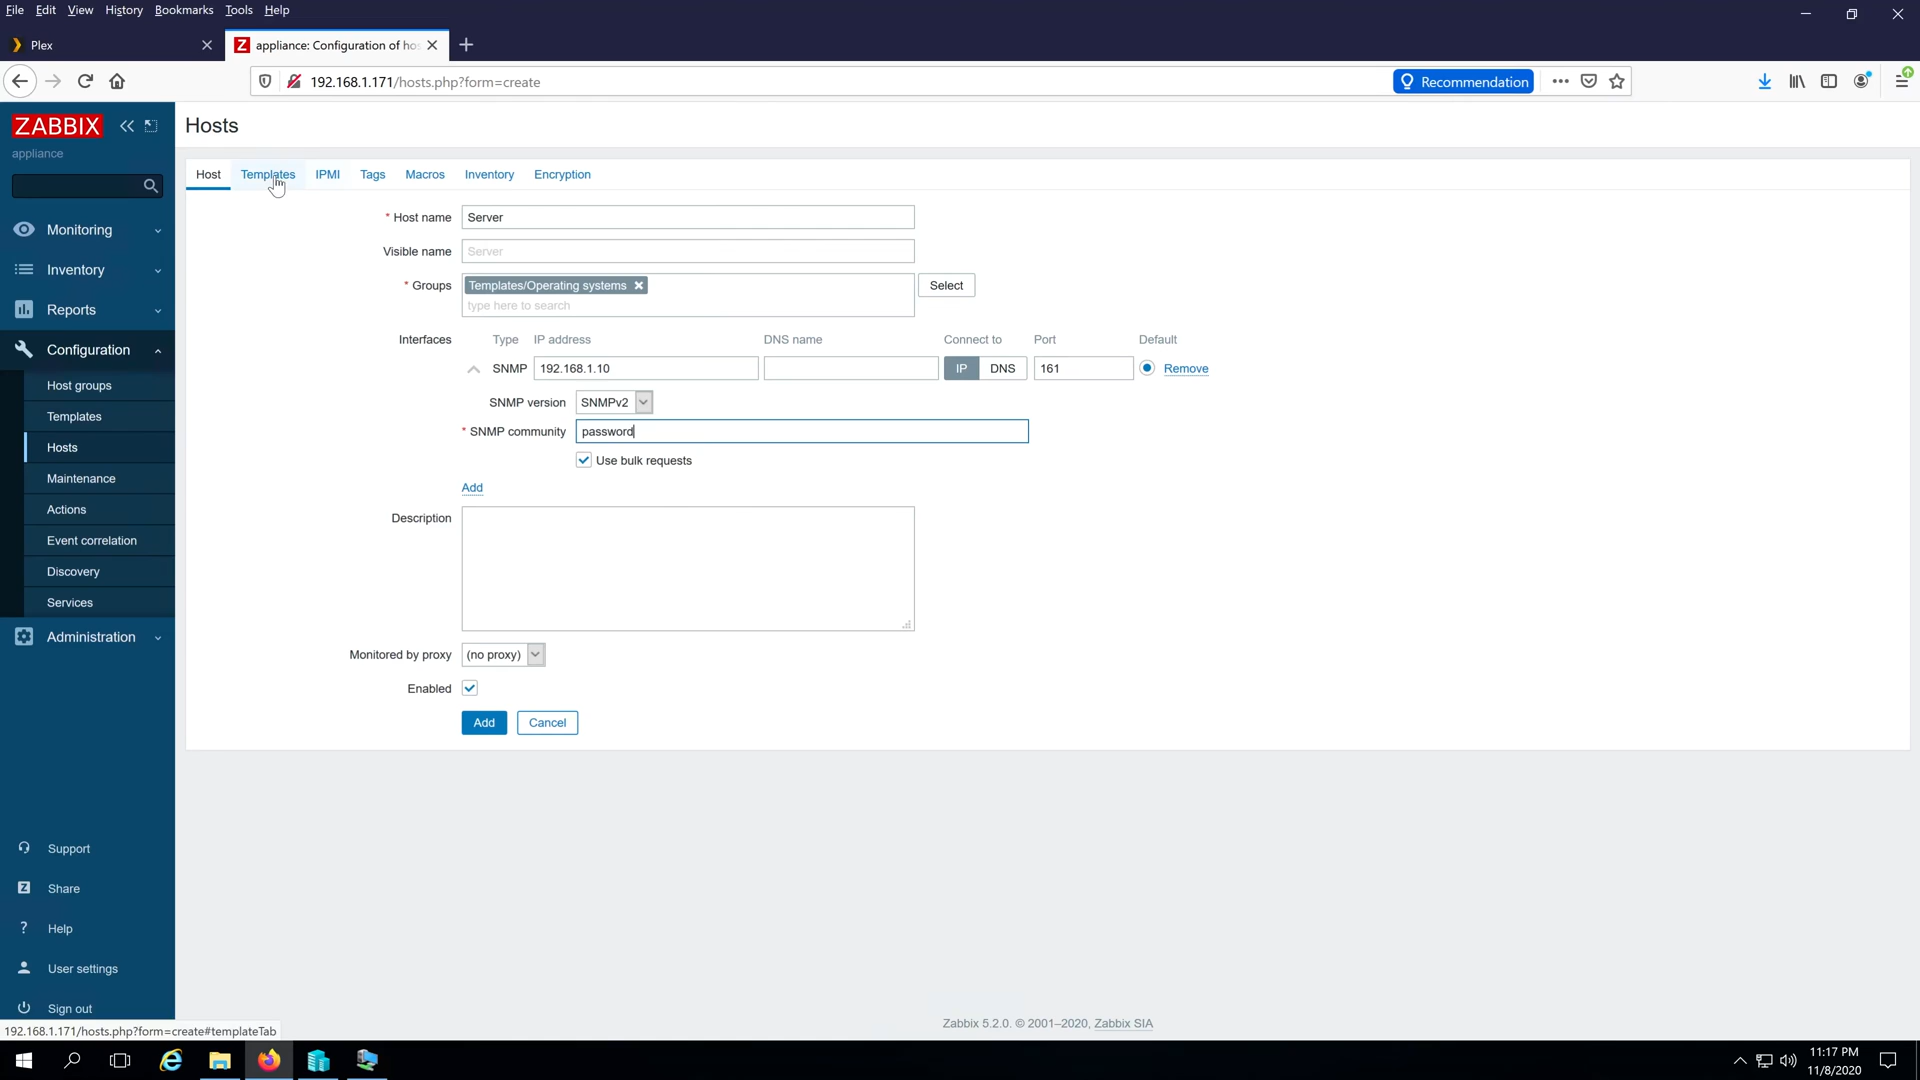 File Edit View History Bookmarks Tools Help
Plex
appliance: Configuration of hos
192.168.1.171/hosts.php?form=create
Recommendation
ZABBIX
appliance
Monitoring
Inventory
Reports
Configuration
Host groups
Templates
Hosts
Maintenance
Actions
Event correlation
Discovery
Services
Administration
Support
Share
Help
User settings
Sign out
Hosts
Host Templates IPMI Tags Macros Inventory Encryption
* Host name Server
Visible name Server
* Groups Templates/Operating systems Select
type here to search
Interfaces Type IP address DNS name Connect to Port Default
SNMP 192.168.1.10 IP DNS 161 Remove
SNMP version SNMPv2
* SNMP community password
Use bulk requests
Add
Description
Monitored by proxy (no proxy)
Enabled
Add Cancel
Zabbix 5.2.0. © 2001–2020, Zabbix SIA
192.168.1.171/hosts.php?form=create#templateTab
11:17 PM
11/8/2020